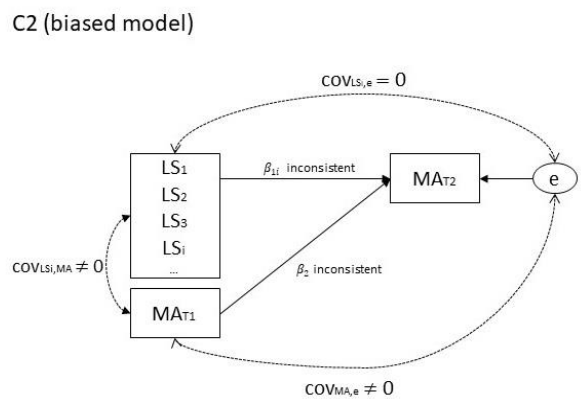 C2 (biased model)
COVLSi,e = 0
LS1
LS2
LS3
LSi
...
β1i inconsistent
MAT2
e
COVLSi,MA ≠ 0
β2 inconsistent
MAT1
COVMA,e ≠ 0